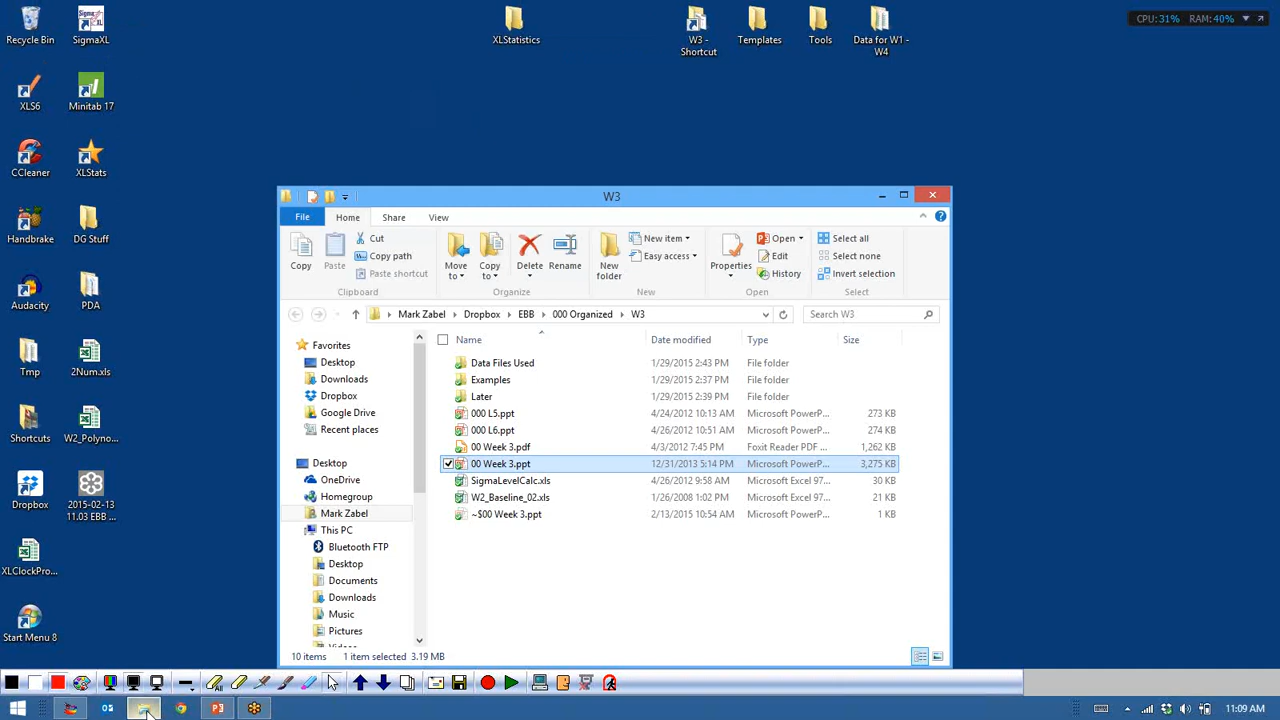 Recycle Bin
SigmaXL
XLStatistics
W3 -
Shortcut
Templates
Tools
Data for W1 -
W4
CPU: 31% RAM: 40%
XLS6
Minitab 17
CCleaner
XLStats
Handbrake
DG Stuff
Audacity
PDA
Tmp
2Num.xls
Shortcuts
W2_Polyno...
Dropbox
2015-02-13
11.03 EBB ...
XLClockPro...
Start Menu 8
W3
File Home Share View
Copy
Paste
Cut
Copy path
Paste shortcut
Clipboard
Move
to
Copy
to
Delete
Rename
Organize
New
folder
New item
Easy access
New
Properties
Open
Edit
History
Open
Select all
Select none
Invert selection
Select
Mark Zabel Dropbox EBB 000 Organized W3
Search W3
Name Date modified Type Size
Favorites
Desktop
Downloads
Dropbox
Google Drive
Recent places
Desktop
OneDrive
Homegroup
Mark Zabel
This PC
Bluetooth FTP
Desktop
Documents
Downloads
Music
Pictures
Data Files Used 1/29/2015 2:43 PM File folder
Examples 1/29/2015 2:37 PM File folder
Later 1/29/2015 2:39 PM File folder
000 L5.ppt 4/24/2012 10:13 AM Microsoft PowerP... 273 KB
000 L6.ppt 4/26/2012 10:51 AM Microsoft PowerP... 274 KB
00 Week 3.pdf 4/3/2012 7:45 PM Foxit Reader PDF ... 1,262 KB
00 Week 3.ppt 12/31/2013 5:14 PM Microsoft PowerP... 3,275 KB
SigmaLevelCalc.xls 4/26/2012 9:58 AM Microsoft Excel 97... 30 KB
W2_Baseline_02.xls 1/26/2008 1:02 PM Microsoft Excel 97... 21 KB
~$00 Week 3.ppt 2/13/2015 10:54 AM Microsoft PowerP... 1 KB
10 items 1 item selected 3.19 MB
11:09 AM